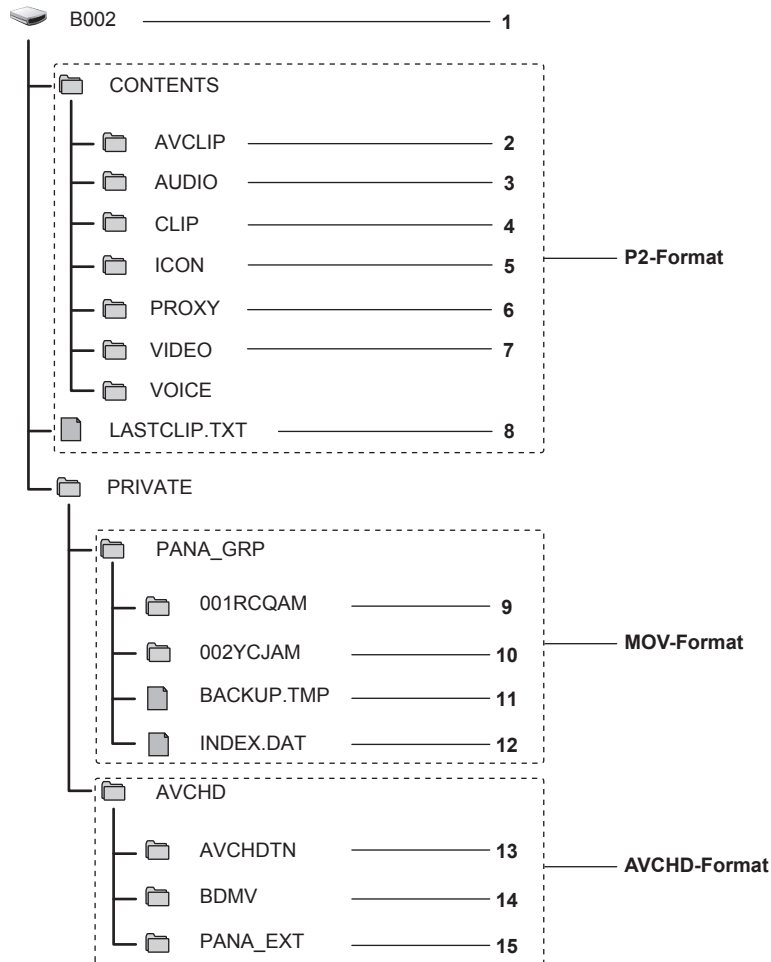 B002 1
CONTENTS
AVCLIP 2
AUDIO 3
CLIP 4
ICON 5
P2-Format
PROXY 6
VIDEO 7
VOICE
LASTCLIP.TXT 8
PRIVATE
PANA_GRP
001RCQAM 9
MOV-Format
002YCJAM 10
BACKUP.TMP 11
INDEX.DAT 12
AVCHD
AVCHDTN 13
AVCHD-Format
BDMV 14
PANA_EXT 15